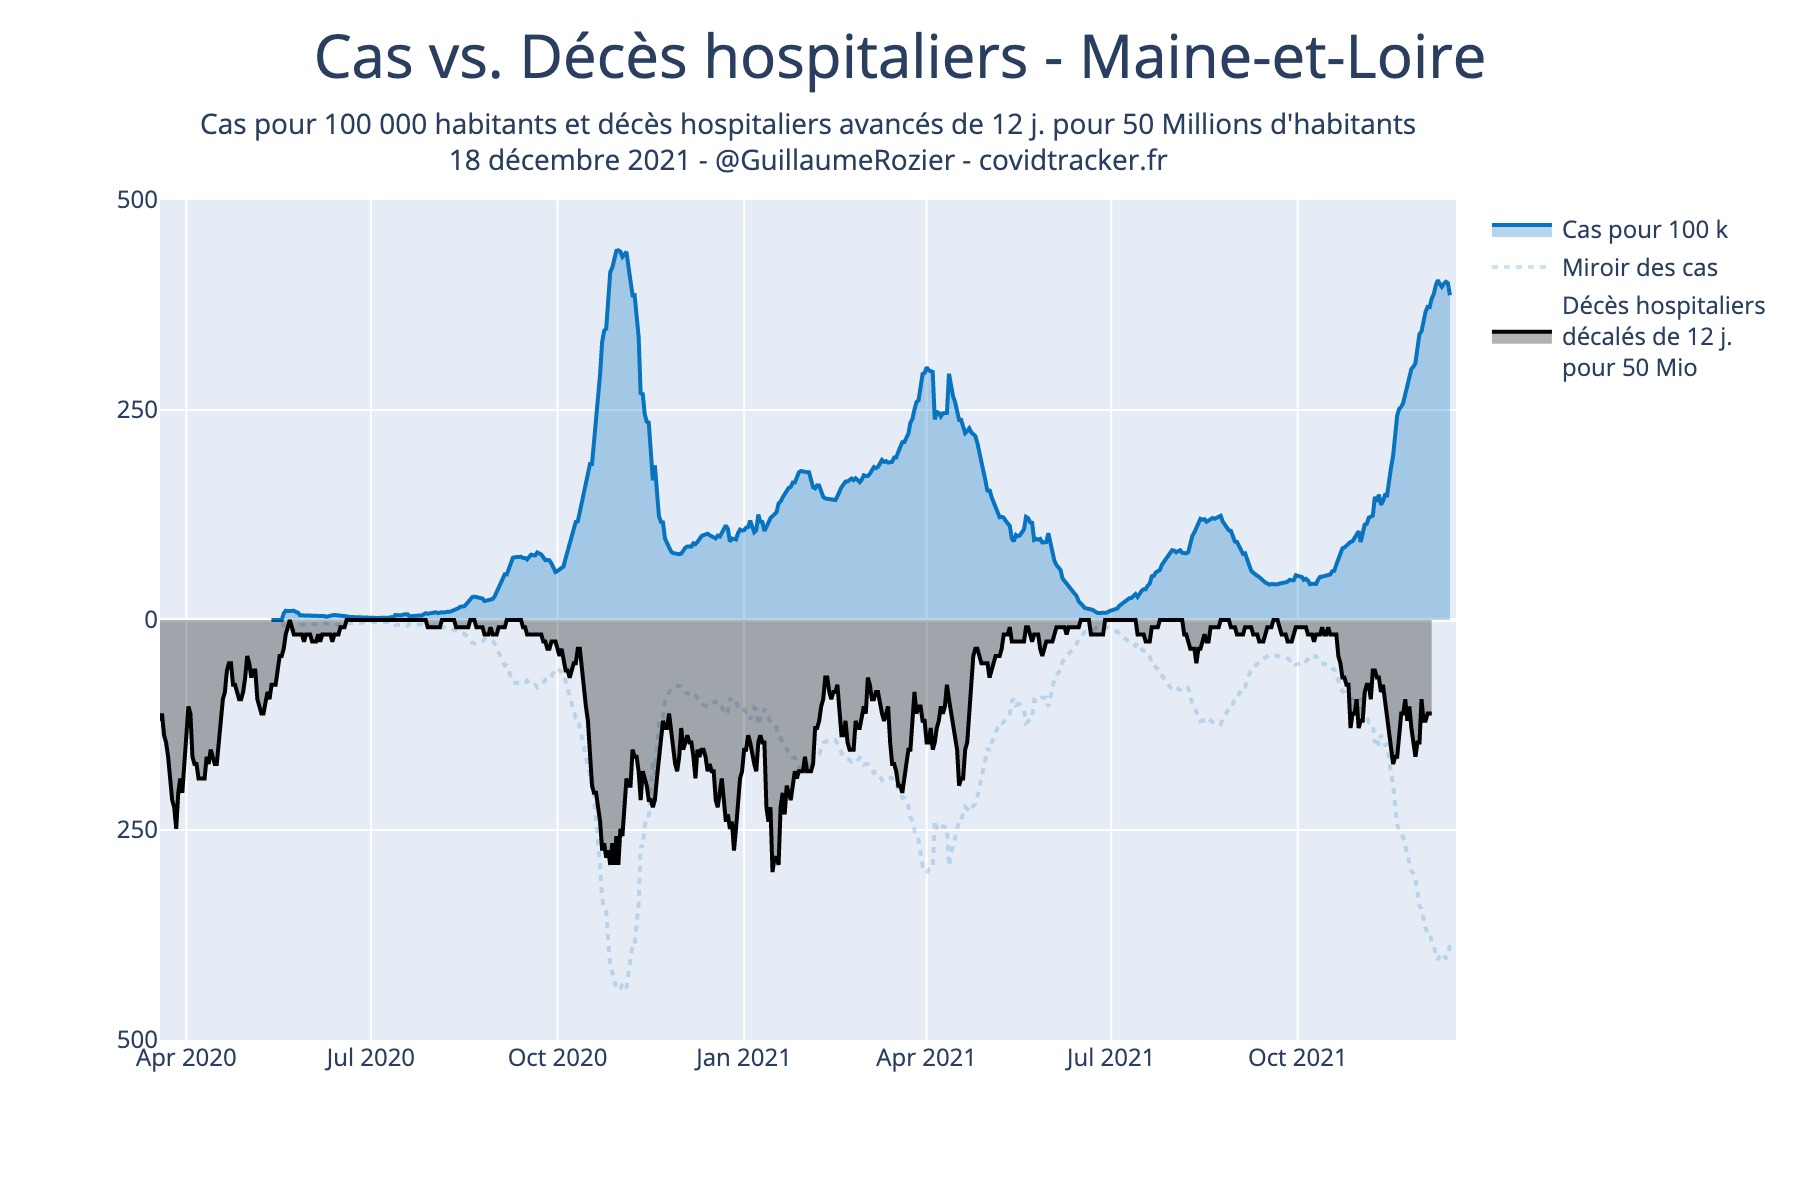 Cas vs. Décès hospitaliers - Maine-et-Loire
Cas pour 100 000 habitants et décès hospitaliers avancés de 12 j. pour 50 Millions d'habitants
18 décembre 2021 - @GuillaumeRozier - covidtracker.fr
500
250
0
250
500
Apr 2020 Jul 2020 Oct 2020 Jan 2021 Apr 2021 Jul 2021 Oct 2021
Cas pour 100 k
Miroir des cas
Décès hospitaliers
décalés de 12 j.
pour 50 Mio